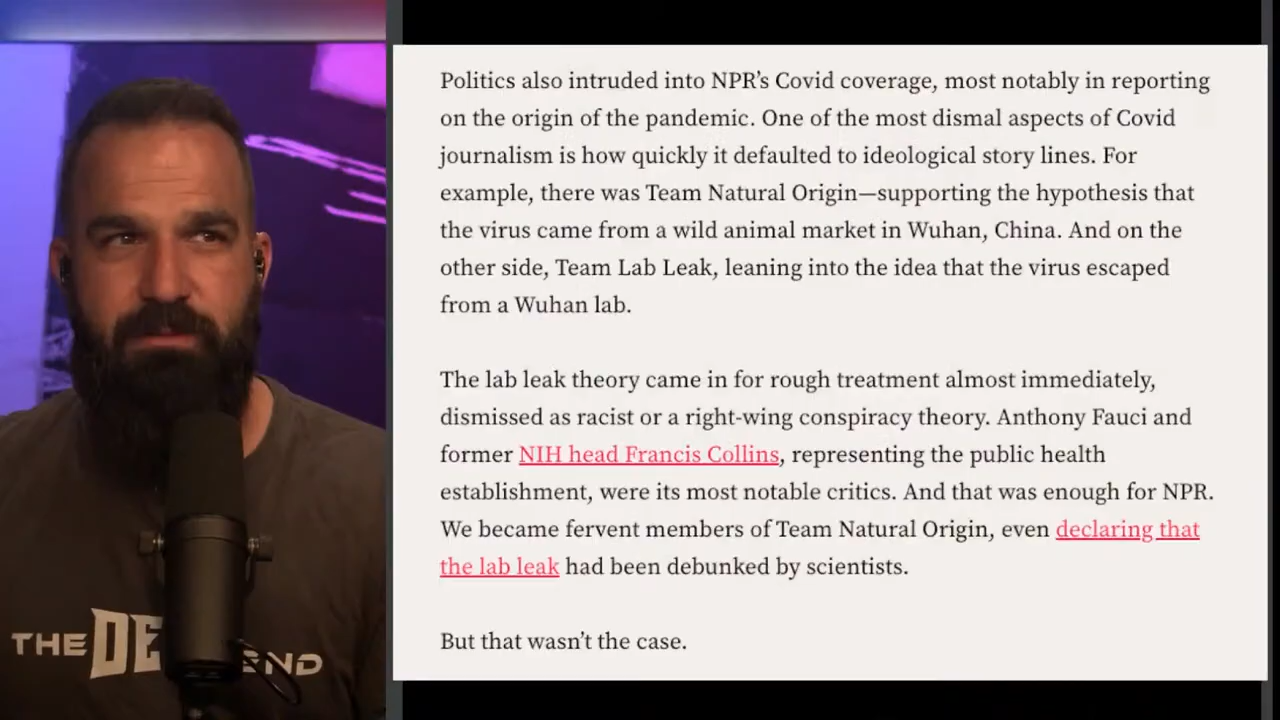 Politics also intruded into NPR’s Covid coverage, most notably in reporting
on the origin of the pandemic. One of the most dismal aspects of Covid
journalism is how quickly it defaulted to ideological story lines. For
example, there was Team Natural Origin—supporting the hypothesis that
the virus came from a wild animal market in Wuhan, China. And on the
other side, Team Lab Leak, leaning into the idea that the virus escaped
from a Wuhan lab.
The lab leak theory came in for rough treatment almost immediately,
dismissed as racist or a right-wing conspiracy theory. Anthony Fauci and
former NIH head Francis Collins, representing the public health
establishment, were its most notable critics. And that was enough for NPR.
We became fervent members of Team Natural Origin, even declaring that
the lab leak had been debunked by scientists.
But that wasn’t the case.
THE